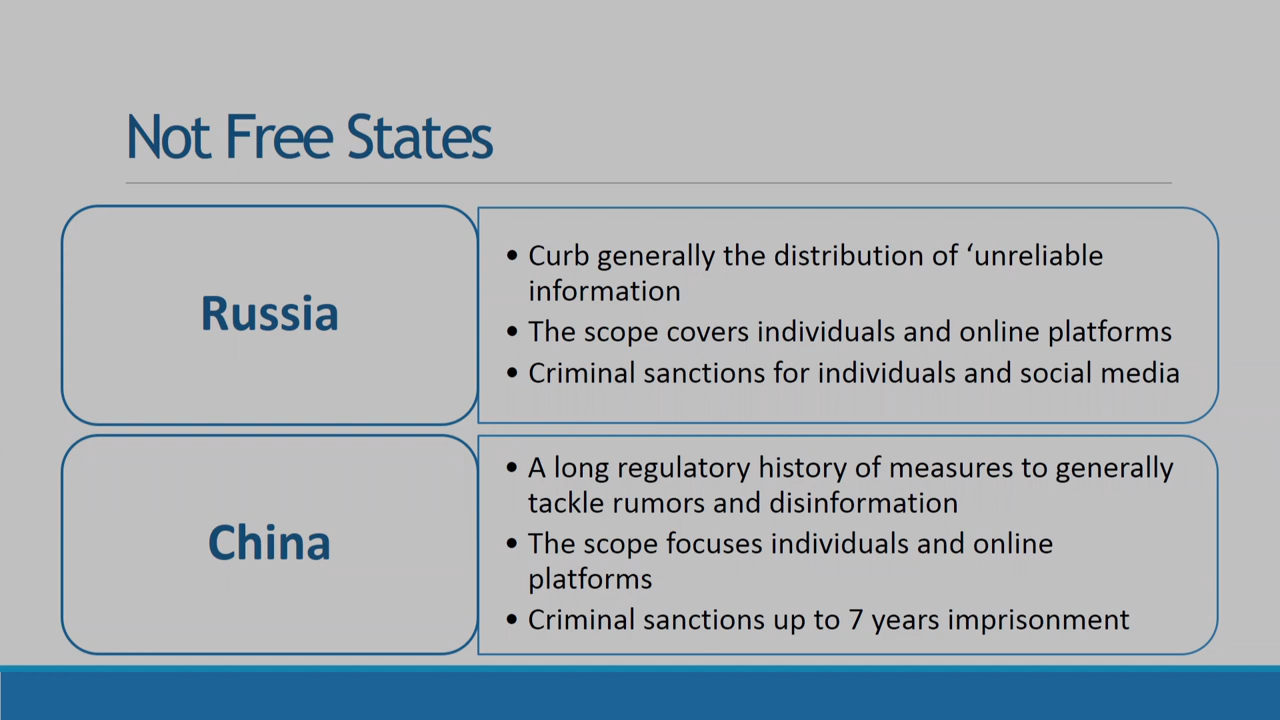 Not Free States
Russia
• Curb generally the distribution of ‘unreliable
information
• The scope covers individuals and online platforms
• Criminal sanctions for individuals and social media
China
• A long regulatory history of measures to generally
tackle rumors and disinformation
• The scope focuses individuals and online
platforms
• Criminal sanctions up to 7 years imprisonment